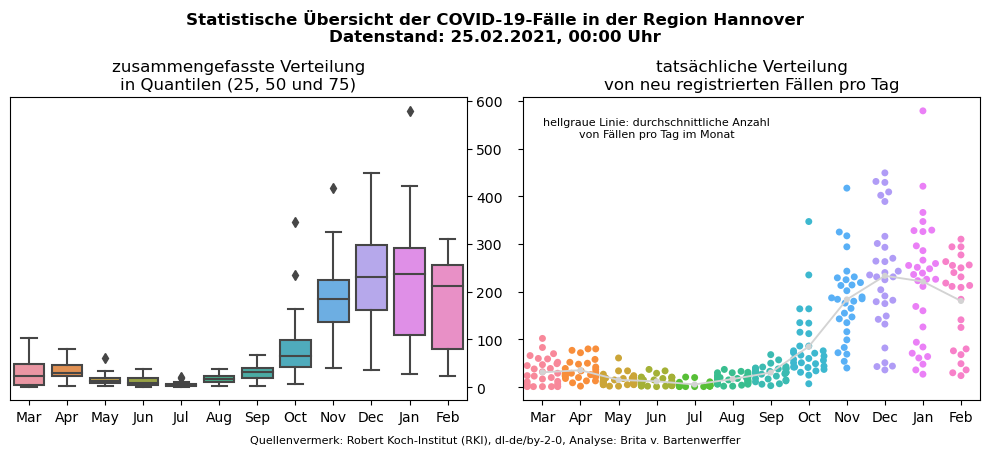 Statistische Übersicht der COVID-19-Fälle in der Region Hannover
Datenstand: 25.02.2021, 00:00 Uhr
zusammengefasste Verteilung
in Quantilen (25, 50 und 75)
tatsächliche Verteilung
von neu registrierten Fällen pro Tag
600
500
400
300
200
100
0
hellgraue Linie: durchschnittliche Anzahl
von Fällen pro Tag im Monat
Mar Apr May Jun Jul Aug Sep Oct Nov Dec Jan Feb
Mar Apr May Jun Jul Aug Sep Oct Nov Dec Jan Feb
Quellenvermerk: Robert Koch-Institut (RKI), dl-de/by-2-0, Analyse: Brita v. Bartenwerffer